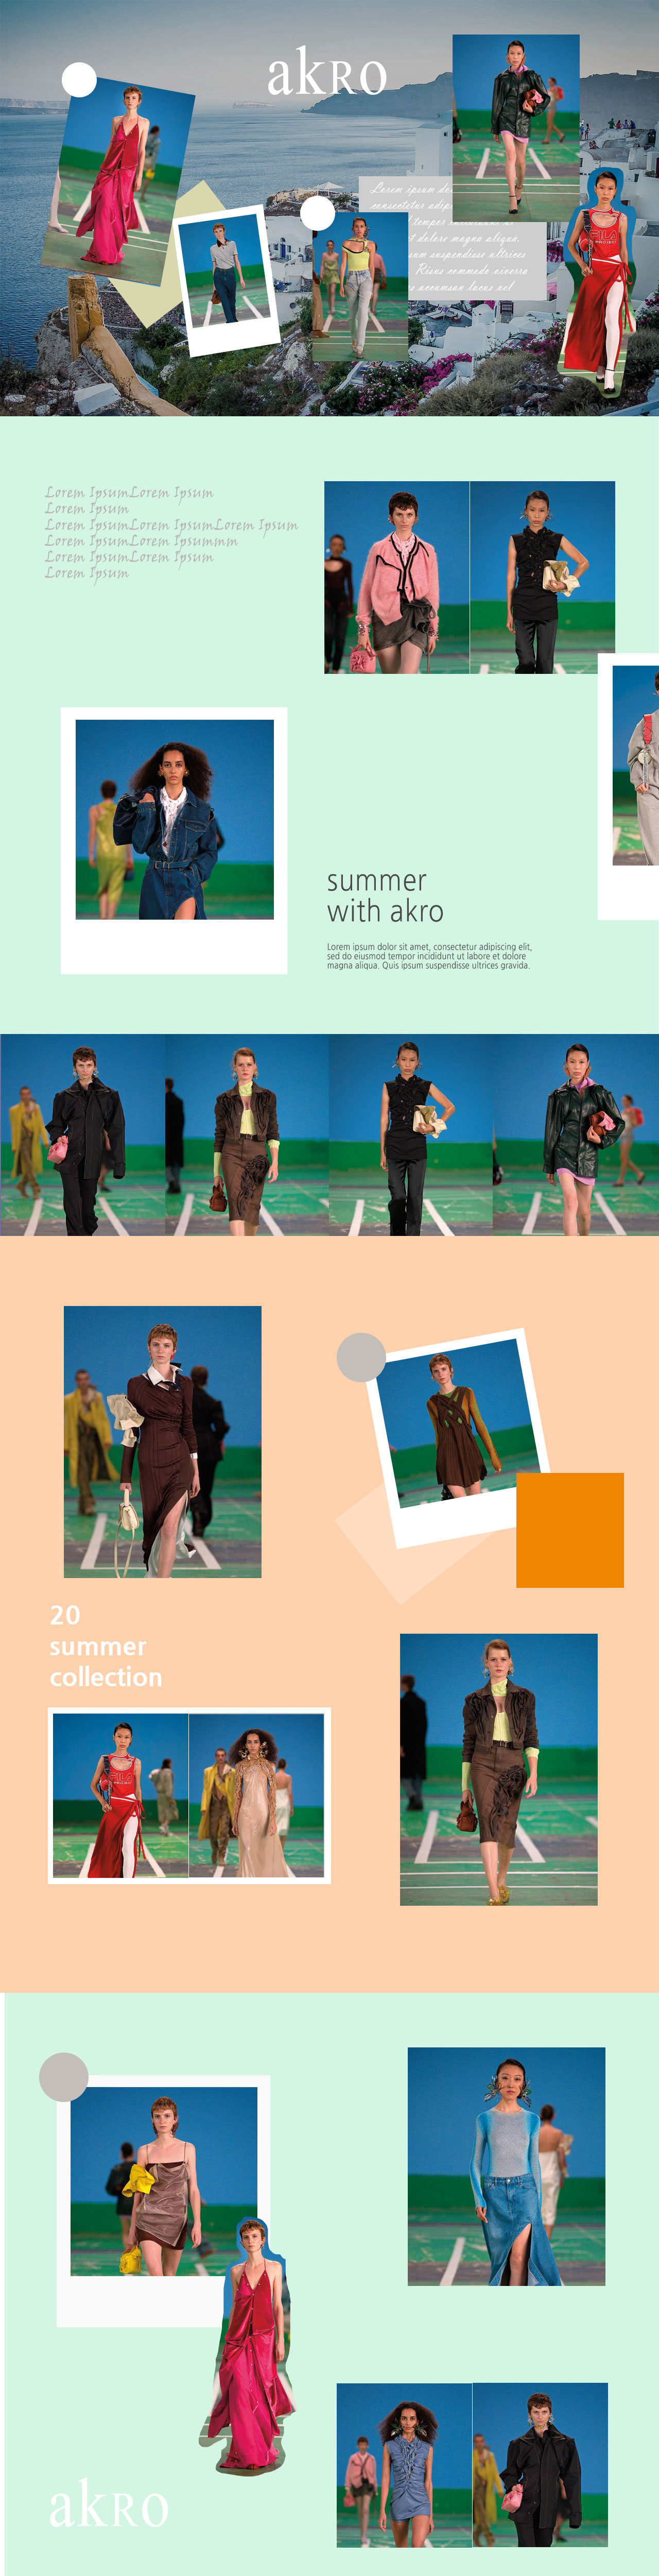 akRo
Lorem ipsum do
consectetur adip
tempor
t dolore magna aliqua.
sum suspendisse ultrices
Risus commodo viverra
s accumsan lacus vel
FILA
PROJECT
Lorem IpsumLorem Ipsum
Lorem Ipsum
Lorem IpsumLorem IpsumLorem Ipsum
Lorem IpsumLorem Ipsummm
Lorem IpsumLorem Ipsum
Lorem Ipsum
summer
with akro
Lorem ipsum dolor sit amet, consectetur adipiscing elit,
sed do eiusmod tempor incididunt ut labore et dolore
magna aliqua. Quis ipsum suspendisse ultrices gravida.
20
summer
collection
FILA
akRo